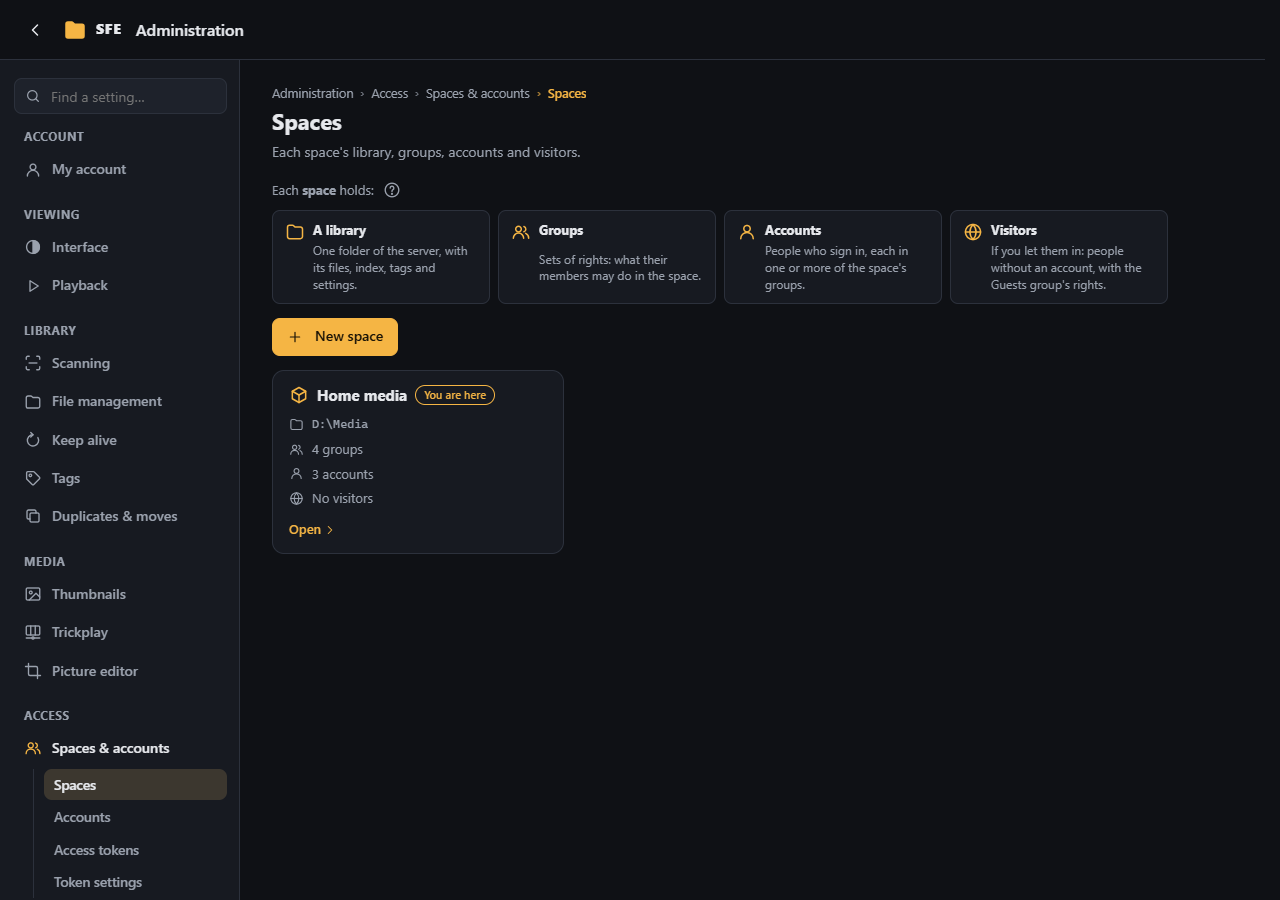 SFE Administration
Find a setting...
ACCOUNT
My account
VIEWING
Interface
Playback
LIBRARY
Scanning
File management
Keep alive
Tags
Duplicates & moves
MEDIA
Thumbnails
Trickplay
Picture editor
ACCESS
Spaces & accounts
Spaces
Accounts
Access tokens
Token settings
Administration › Access › Spaces & accounts › Spaces
Spaces
Each space's library, groups, accounts and visitors.
Each space holds: ?
A library
One folder of the server, with
its files, index, tags and
settings.
Groups
Sets of rights: what their
members may do in the space.
Accounts
People who sign in, each in
one or more of the space's
groups.
Visitors
If you let them in: people
without an account, with the
Guests group's rights.
+ New space
Home media You are here
D:\Media
4 groups
3 accounts
No visitors
Open ›